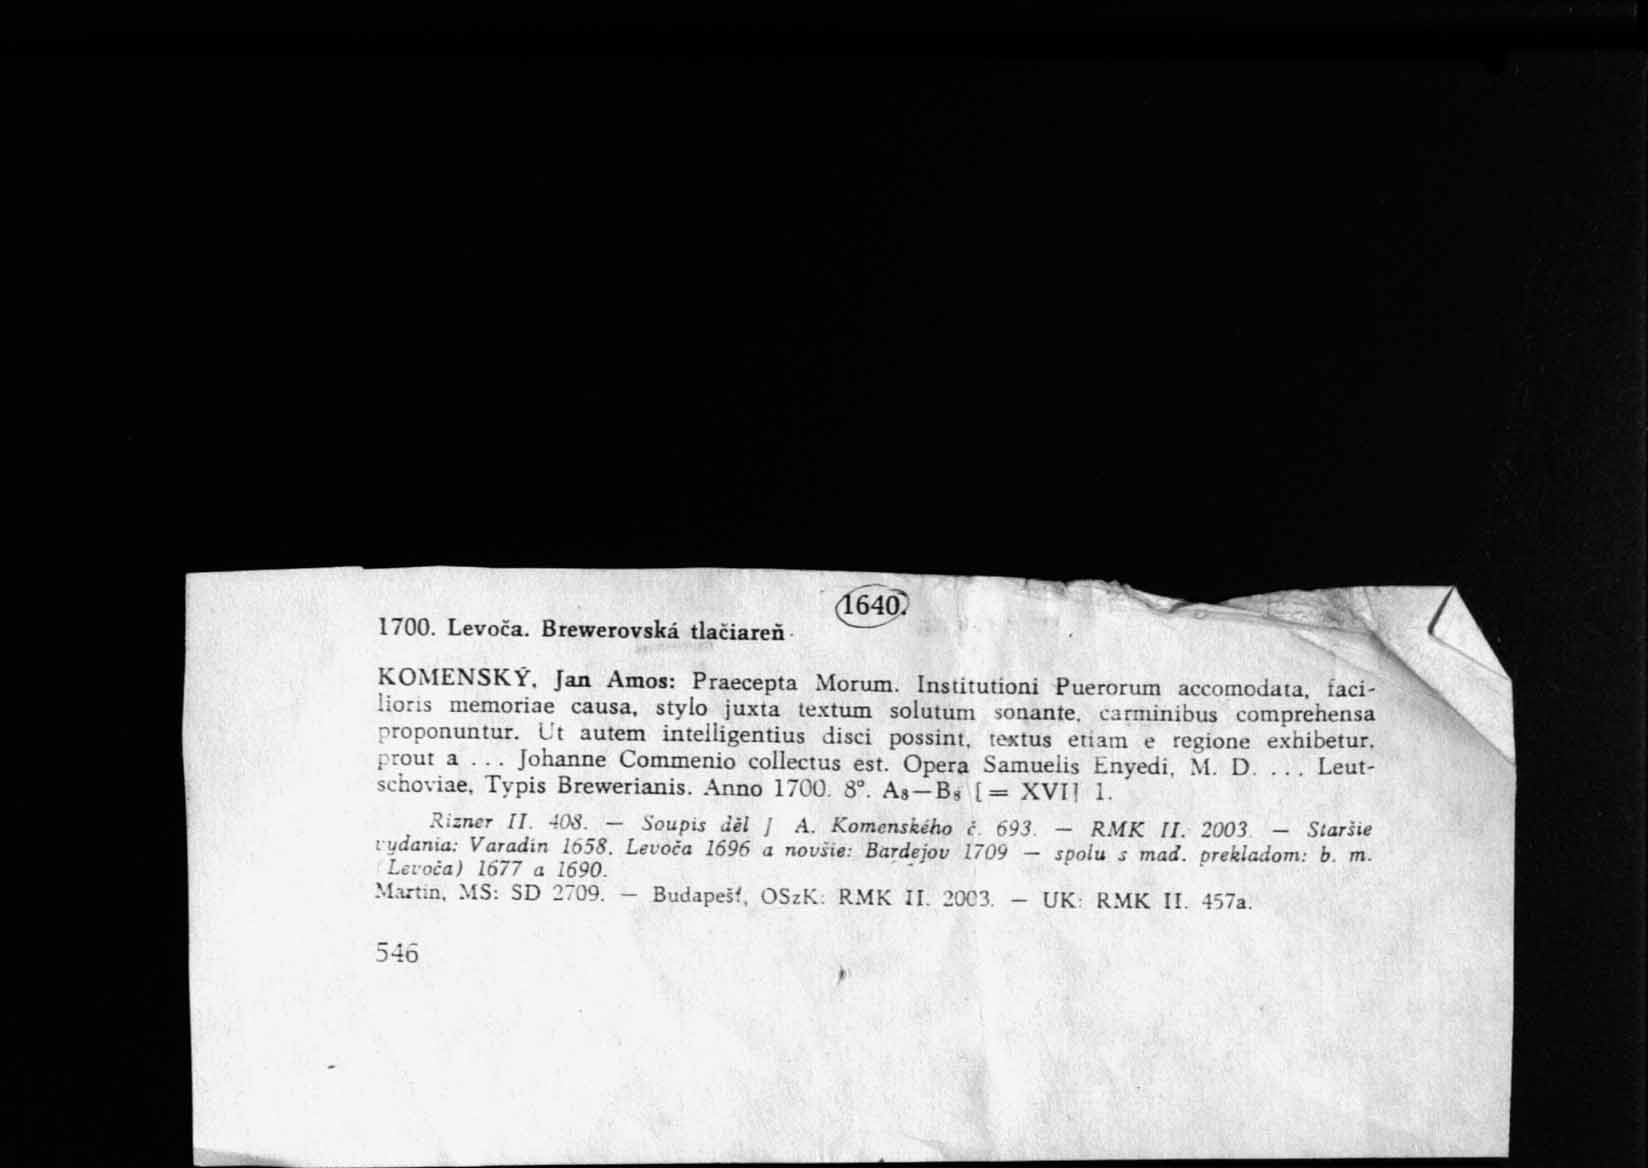 1640.
1700. Levoča. Brewerovská tlačiareň
KOMENSKÝ, Jan Amos: Praecepta Morum. Institutioni Puerorum accomodata, faci-
lioris memoriae causa, stylo juxta textum solutum sonante, carminibus comprehensa
proponuntur. Ut autem intelligentius disci possint, textus etiam e regione exhibetur,
prout a ... Johanne Commenio collectus est. Opera Samuelis Enyedi, M. D. ... Leut-
schoviae, Typis Brewerianis. Anno 1700. 8°. A₈—B₈ [= XVI] l.
Rizner II. 408. — Soupis děl J A. Komenského č. 693. — RMK II. 2003. — Staršie
vydania: Varadín 1658. Levoča 1696 a novšie: Bardejov 1709 — spolu s maď. prekladom: b. m.
(Levoča) 1677 a 1690.
Martin, MS: SD 2709. — Budapešť, OSzK: RMK II. 2003. — UK: RMK II. 457a.
546